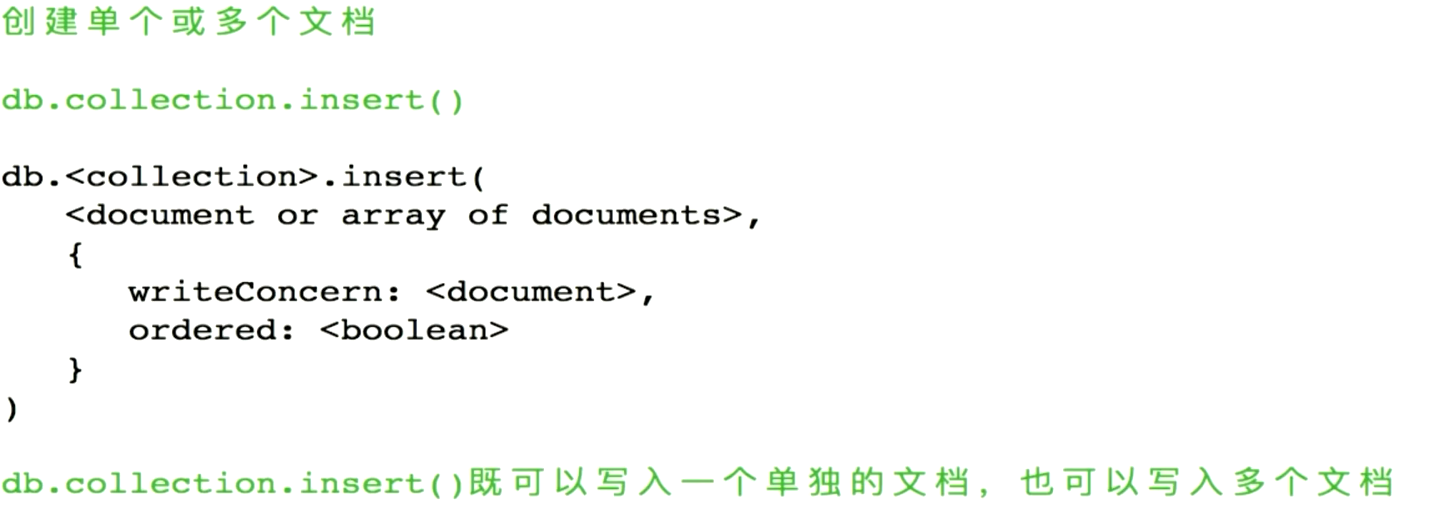 创建单个或多个文档
db.collection.insert()
db.<collection>.insert(
   <document or array of documents>,
   {
      writeConcern: <document>,
      ordered: <boolean>
   }
)
db.collection.insert()既可以写入一个单独的文档，也可以写入多个文档